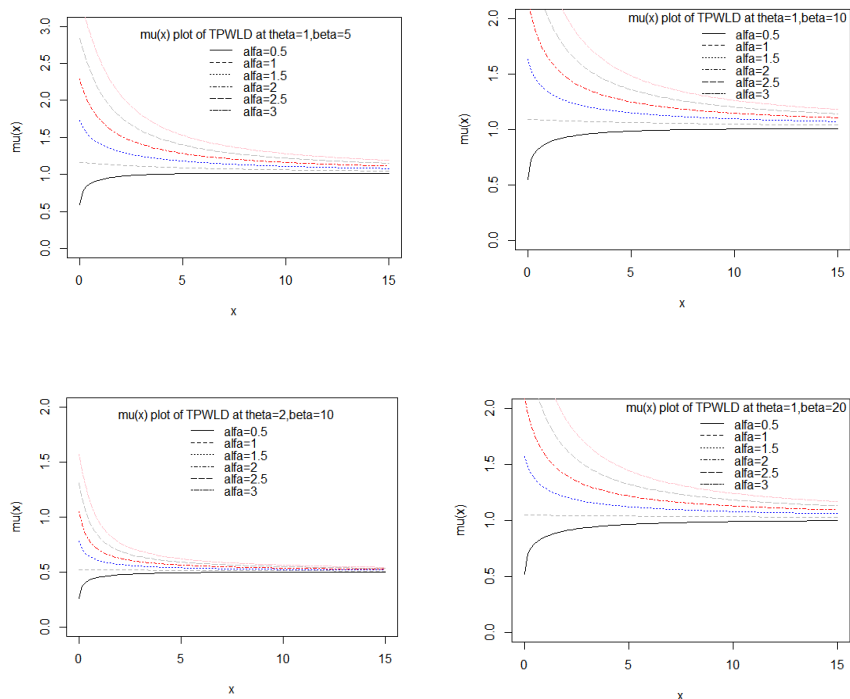 mu(x) plot of TPWLD at theta=1,beta=5
alfa=0.5
alfa=1
alfa=1.5
alfa=2
alfa=2.5
alfa=3
3.0
2.5
2.0
1.5
1.0
0.5
0.0
mu(x)
0 5 10 15
x
mu(x) plot of TPWLD at theta=1,beta=10
alfa=0.5
alfa=1
alfa=1.5
alfa=2
alfa=2.5
alfa=3
2.0
1.5
1.0
0.5
0.0
mu(x)
0 5 10 15
x
mu(x) plot of TPWLD at theta=2,beta=10
alfa=0.5
alfa=1
alfa=1.5
alfa=2
alfa=2.5
alfa=3
2.0
1.5
1.0
0.5
0.0
mu(x)
0 5 10 15
x
mu(x) plot of TPWLD at theta=1,beta=20
alfa=0.5
alfa=1
alfa=1.5
alfa=2
alfa=2.5
alfa=3
2.0
1.5
1.0
0.5
0.0
mu(x)
0 5 10 15
x